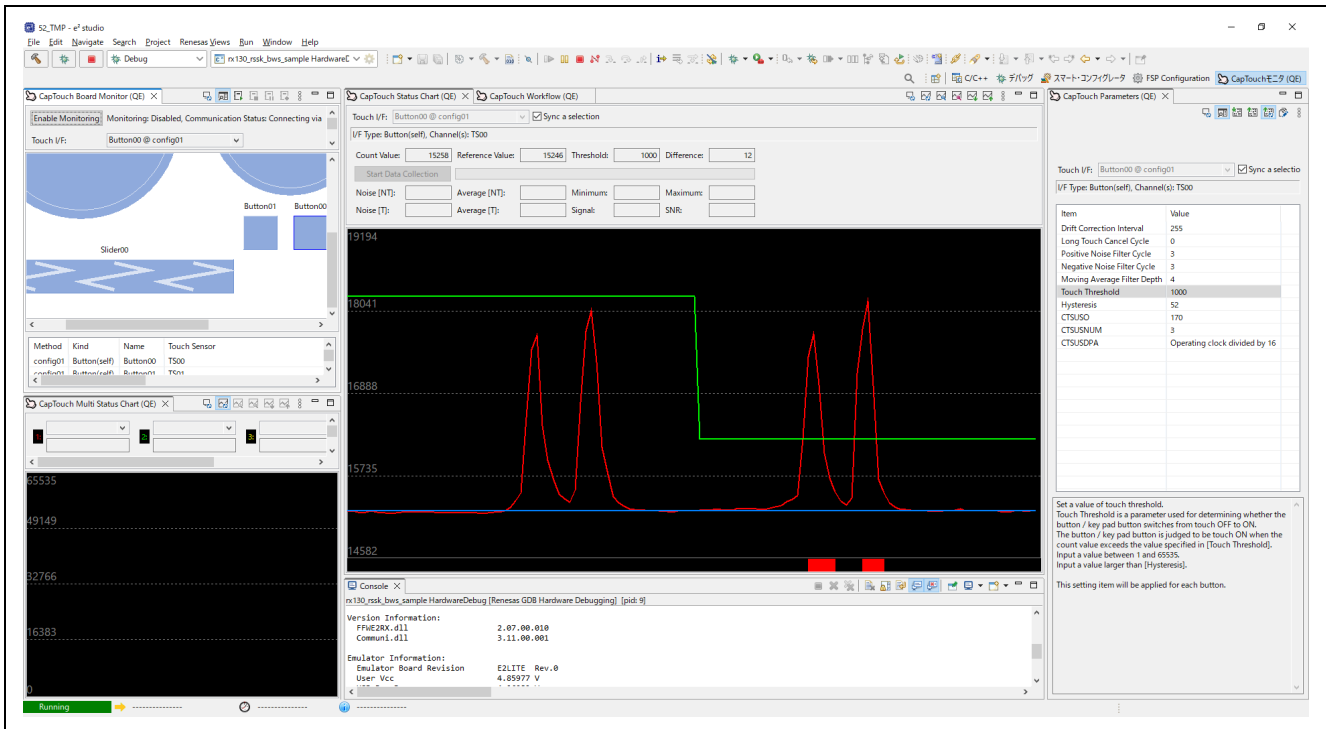 52_TMP - e² studio
File Edit Navigate Search Project Renesas Views Run Window Help
Debug
rx130_rssk_bws_sample HardwareD
C/C++
デバッグ
スマート・コンフィグレータ
FSP Configuration
CapTouchモニタ (QE)
CapTouch Board Monitor (QE)
Enable Monitoring Monitoring: Disabled, Communication Status: Connecting via
Touch I/F: Button00 @ config01
Button01 Button00
Slider00
Method Kind Name Touch Sensor
config01 Button(self) Button00 TS00
config01 Button(self) Button01 TS01
CapTouch Multi Status Chart (QE)
1: 2: 3:
65535
49149
32766
16383
0
CapTouch Status Chart (QE) CapTouch Workflow (QE)
Touch I/F: Button00 @ config01 Sync a selection
I/F Type: Button(self), Channel(s): TS00
Count Value: 15258 Reference Value: 15246 Threshold: 1000 Difference: 12
Start Data Collection
Noise [NT]: Average [NT]: Minimum: Maximum:
Noise [T]: Average [T]: Signal: SNR:
19194
18041
16888
15735
14582
Console
rx130_rssk_bws_sample HardwareDebug [Renesas GDB Hardware Debugging] [pid: 9]
Version Information:
FFWE2RX.dll 2.07.00.010
Communi.dll 3.11.00.001
Emulator Information:
Emulator Board Revision E2LITE Rev.0
User Vcc 4.85977 V
CapTouch Parameters (QE)
Touch I/F: Button00 @ config01 Sync a selectio
I/F Type: Button(self), Channel(s): TS00
Item Value
Drift Correction Interval 255
Long Touch Cancel Cycle 0
Positive Noise Filter Cycle 3
Negative Noise Filter Cycle 3
Moving Average Filter Depth 4
Touch Threshold 1000
Hysteresis 52
CTSUSO 170
CTSUSNUM 3
CTSUSDPA Operating clock divided by 16
Set a value of touch threshold.
Touch Threshold is a parameter used for determining whether the
button / key pad button switches from touch OFF to ON.
The button / key pad button is judged to be touch ON when the
count value exceeds the value specified in [Touch Threshold].
Input a value between 1 and 65535.
Input a value larger than [Hysteresis].
This setting item will be applied for each button.
Running --------------- --------------- ---------------